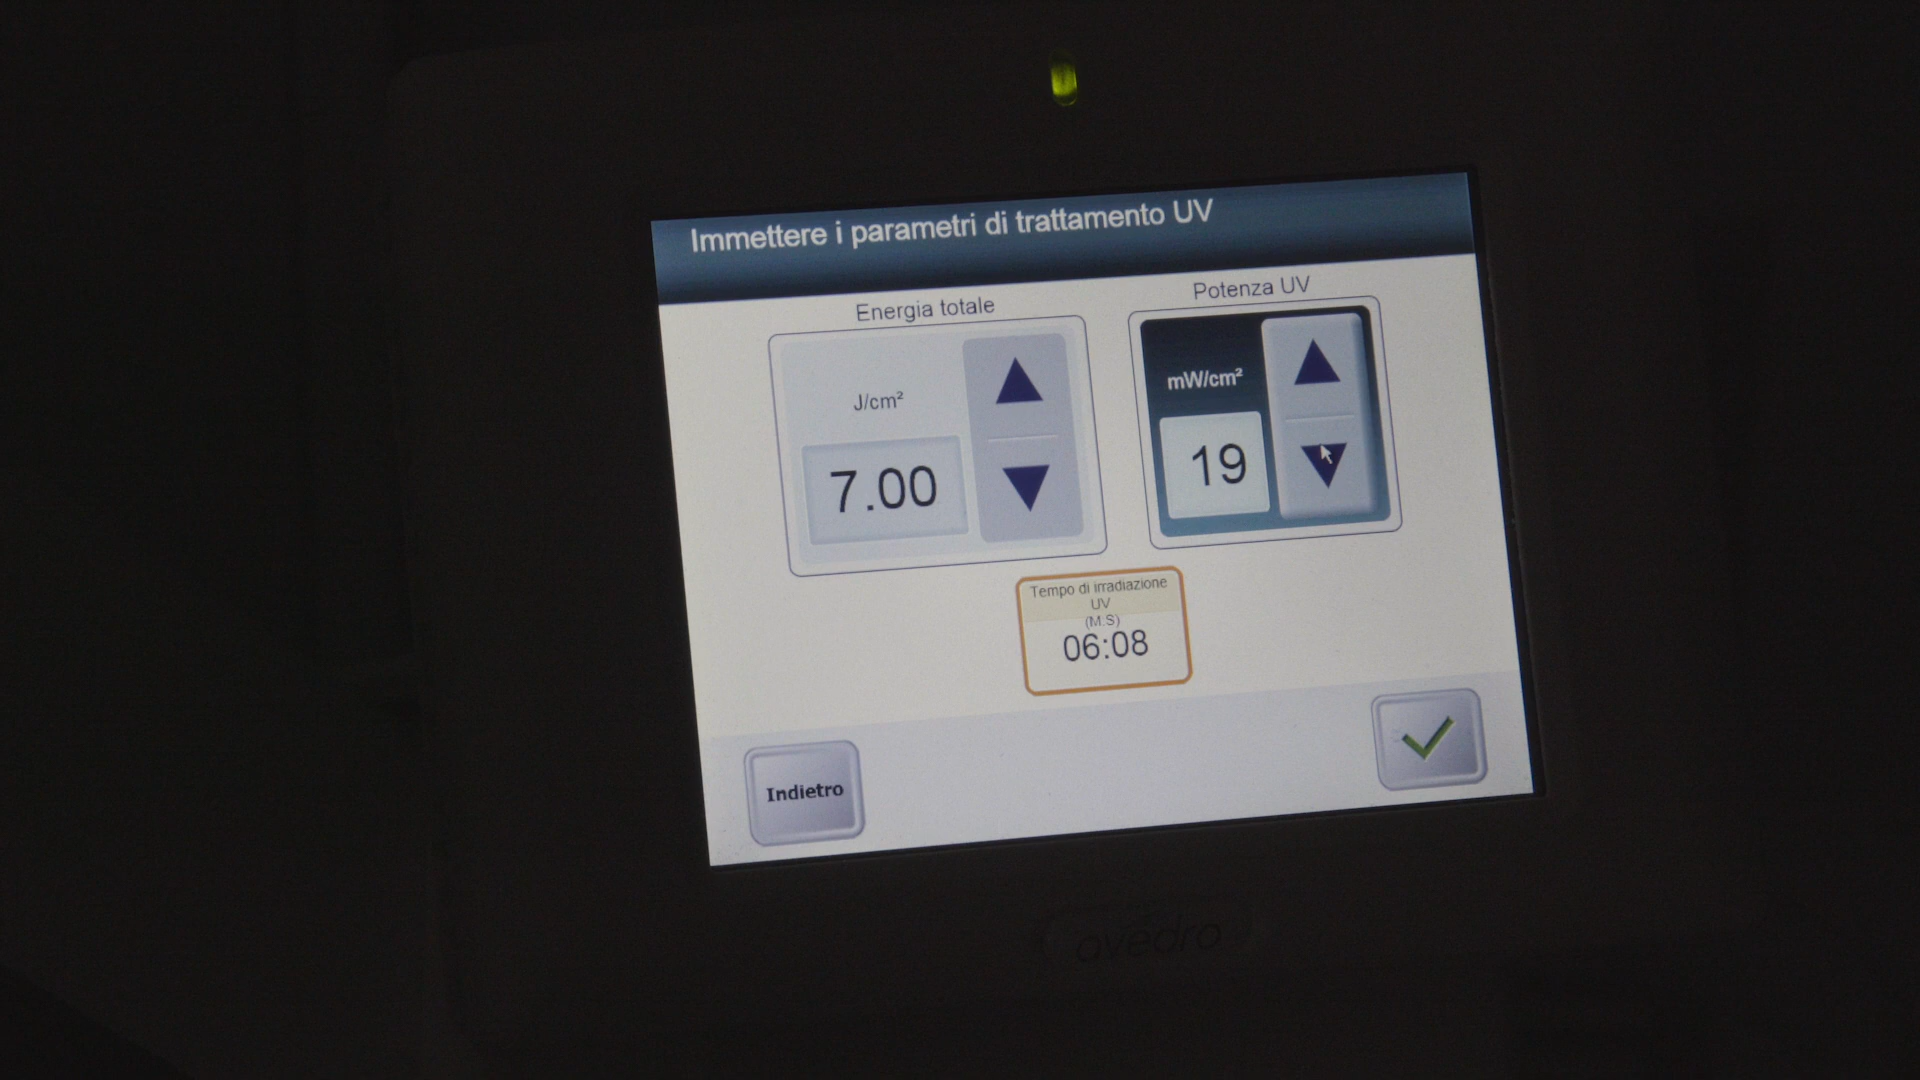 Immettere i parametri di trattamento UV
Energia totale
J/cm²
7.00
Potenza UV
mW/cm²
19
Tempo di irradiazione
UV
(M:S)
06:08
Indietro
avedro